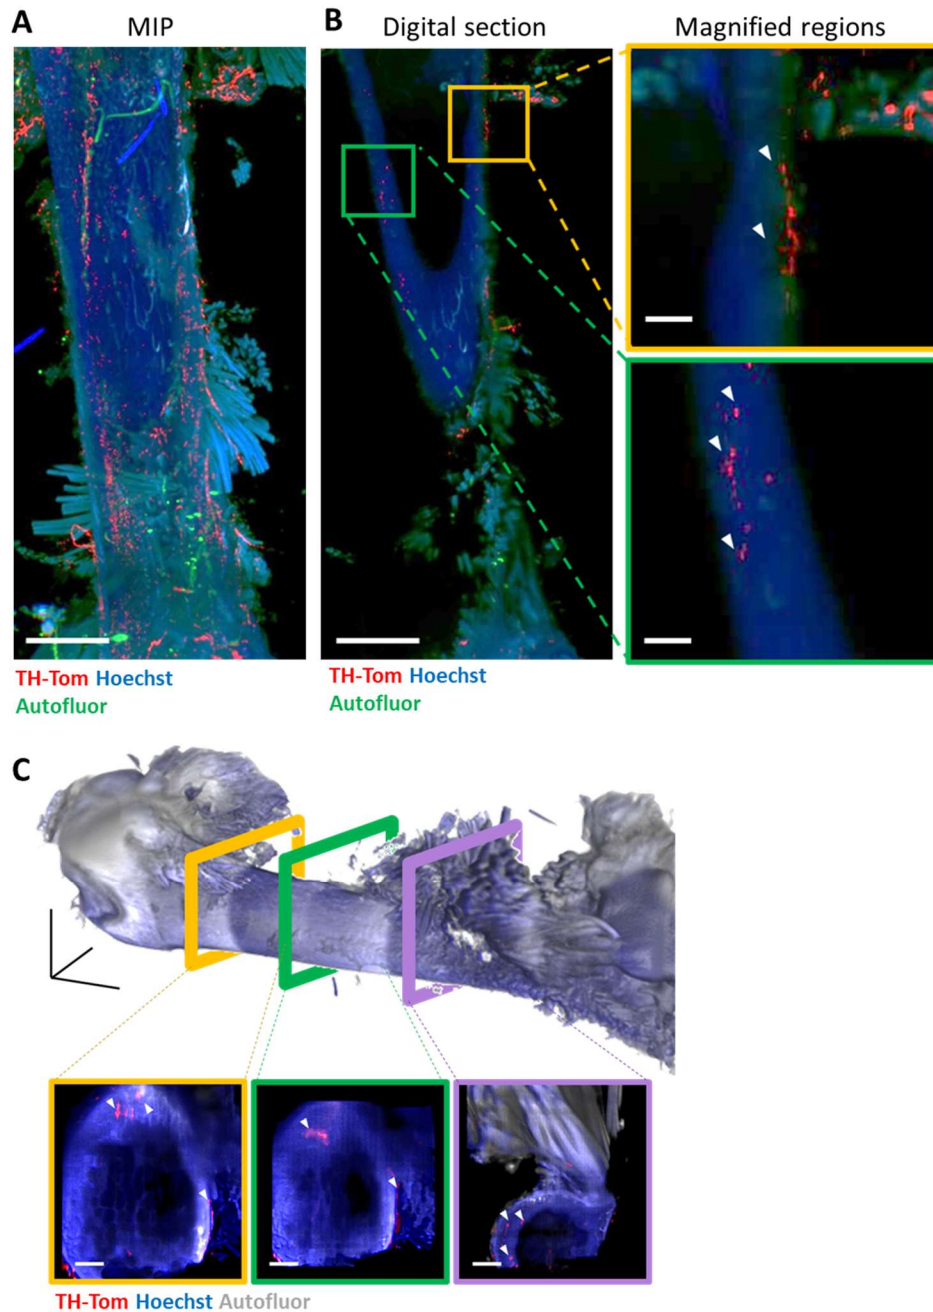 A
MIP
B
Digital section
Magnified regions
TH-Tom Hoechst
Autofluor
TH-Tom Hoechst
Autofluor
C
TH-Tom Hoechst Autofluor